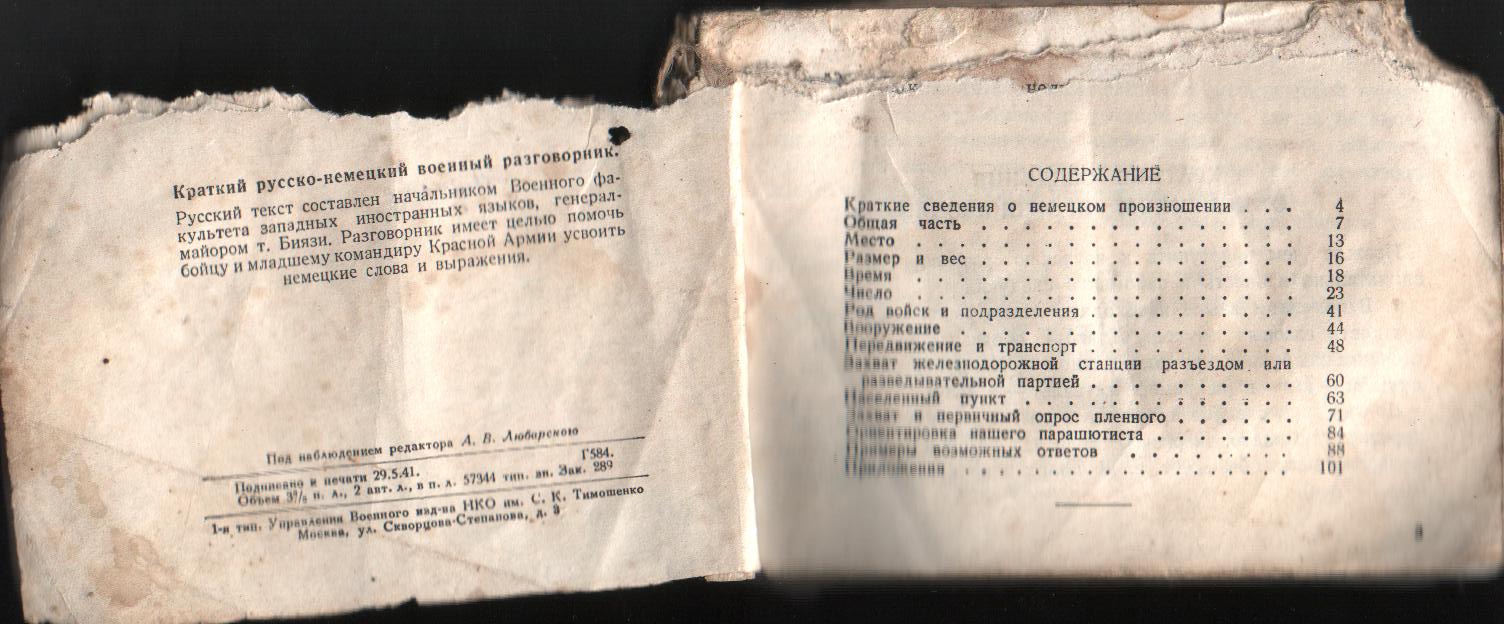 Краткий русско-немецкий военный разговорник.
Русский текст составлен начальником Военного фа-
культета западных иностранных языков, генерал-
майором т. Биязи. Разговорник имеет целью помочь
бойцу и младшему командиру Красной Армии усвоить
немецкие слова и выражения.
Под наблюдением редактора А. В. Любарского
Подписано к печати 29.5.41. Г584.
Объем 3⅞ п. л., 2 авт. л., в п. л. 57344 тип. зн. Зак. 289
1-я тип. Управления Военного изд-ва НКО им. С. К. Тимошенко
Москва, ул. Скворцова-Степанова, д. 3
СОДЕРЖАНИЕ
Краткие сведения о немецком произношении . . . 4
Общая часть . . . . . . . . . . . . . . . . 7
Место . . . . . . . . . . . . . . . . . . 13
Размер и вес . . . . . . . . . . . . . . . . 16
Время . . . . . . . . . . . . . . . . . . 18
Число . . . . . . . . . . . . . . . . . . 23
Род войск и подразделения . . . . . . . . . . 41
Вооружение . . . . . . . . . . . . . . . . 44
Передвижение и транспорт . . . . . . . . . . 48
Захват железнодорожной станции разъездом или
разведывательной партией . . . . . . . . . . 60
Населенный пункт . . . . . . . . . . . . . 63
Захват и первичный опрос пленного . . . . . . 71
Ориентировка нашего парашютиста . . . . . . . 84
Примеры возможных ответов . . . . . . . . 88
Приложения . . . . . . . . . . . . . . . . 101